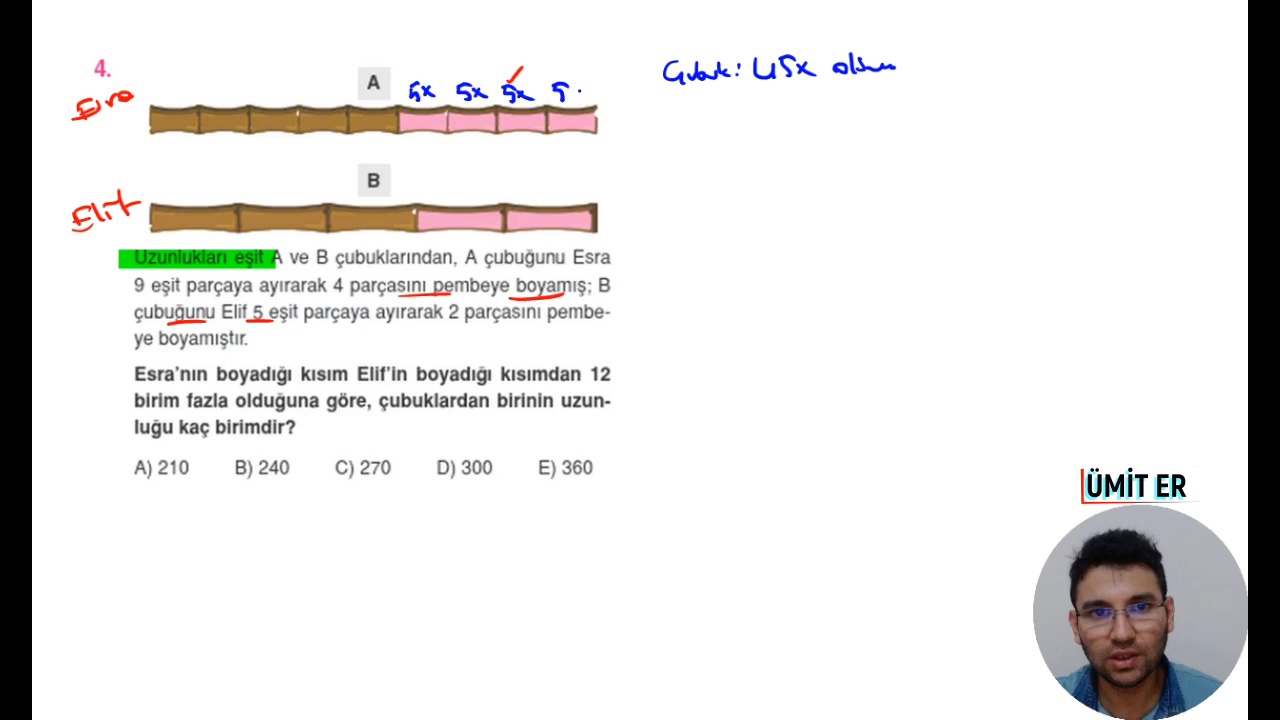 4.
Esra
A
5x 5x 5x 5.
Çubuk: 45x olsun
B
Elif
Uzunlukları eşit A ve B çubuklarından, A çubuğunu Esra
9 eşit parçaya ayırarak 4 parçasını pembeye boyamış; B
çubuğunu Elif 5 eşit parçaya ayırarak 2 parçasını pembe-
ye boyamıştır.
Esra'nın boyadığı kısım Elif'in boyadığı kısımdan 12
birim fazla olduğuna göre, çubuklardan birinin uzun-
luğu kaç birimdir?
A) 210 B) 240 C) 270 D) 300 E) 360
ÜMİT ER